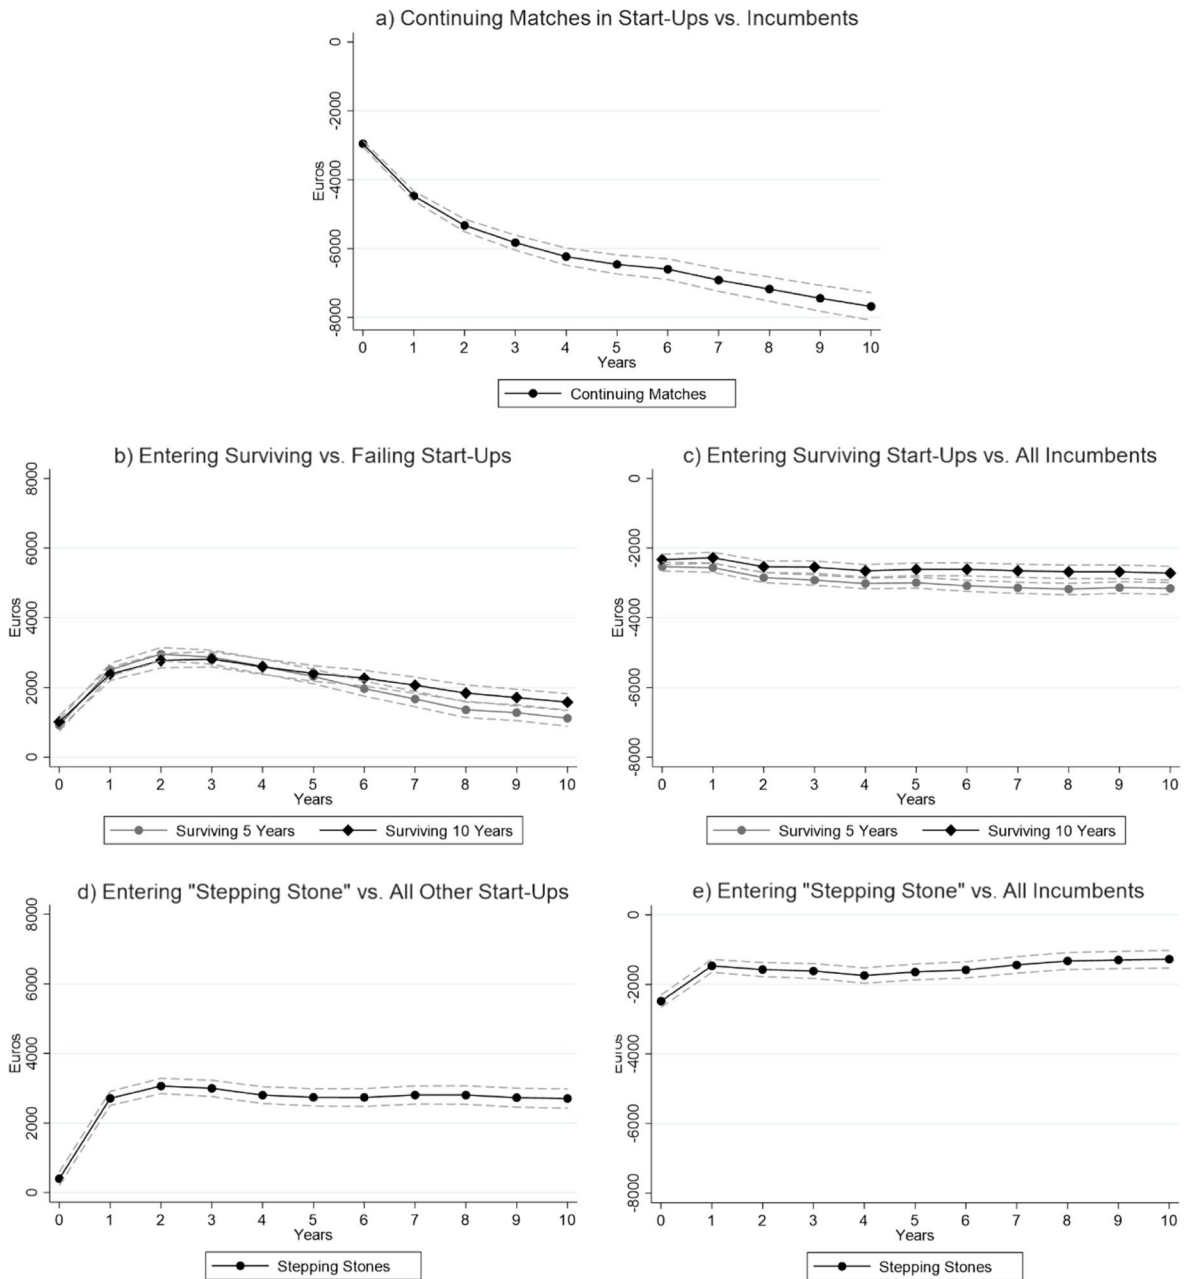 a) Continuing Matches in Start-Ups vs. Incumbents
0
-2000
-4000
-6000
-8000
Euros
0 1 2 3 4 5 6 7 8 9 10
Years
Continuing Matches
b) Entering Surviving vs. Failing Start-Ups
8000
6000
4000
2000
0
Euros
0 1 2 3 4 5 6 7 8 9 10
Years
Surviving 5 Years Surviving 10 Years
c) Entering Surviving Start-Ups vs. All Incumbents
0
-2000
-4000
-6000
-8000
Euros
0 1 2 3 4 5 6 7 8 9 10
Years
Surviving 5 Years Surviving 10 Years
d) Entering "Stepping Stone" vs. All Other Start-Ups
8000
6000
4000
2000
0
Euros
0 1 2 3 4 5 6 7 8 9 10
Years
Stepping Stones
e) Entering "Stepping Stone" vs. All Incumbents
0
-2000
-4000
-6000
-8000
Euros
0 1 2 3 4 5 6 7 8 9 10
Years
Stepping Stones